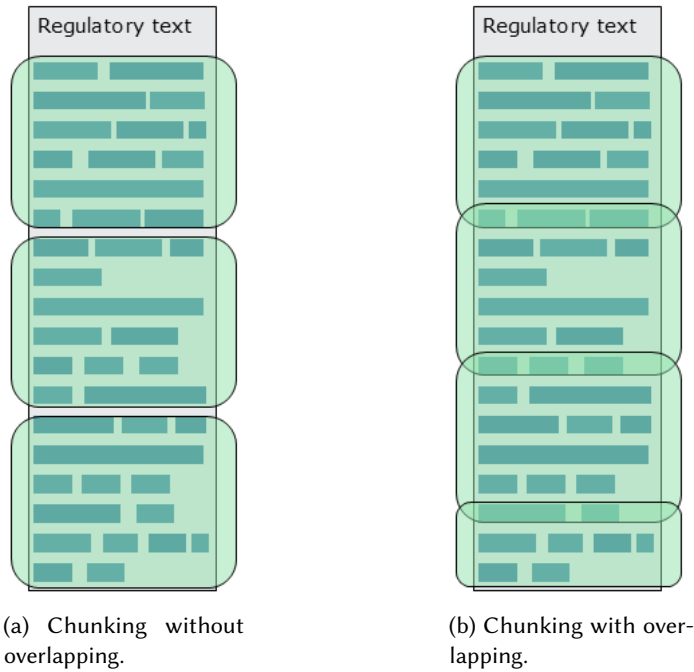 Regulatory text
Regulatory text
(a) Chunking without
overlapping.
(b) Chunking with over-
lapping.